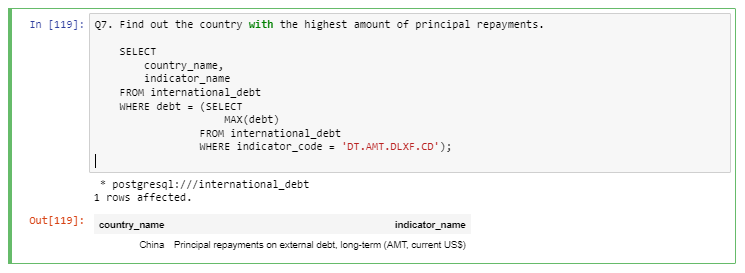 In [119]: Q7. Find out the country with the highest amount of principal repayments.
SELECT
country_name,
indicator_name
FROM international_debt
WHERE debt = (SELECT
MAX(debt)
FROM international_debt
WHERE indicator_code = 'DT.AMT.DLXF.CD');
* postgresql:///international_debt
1 rows affected.
Out[119]: country_name indicator_name
China Principal repayments on external debt, long-term (AMT, current US$)